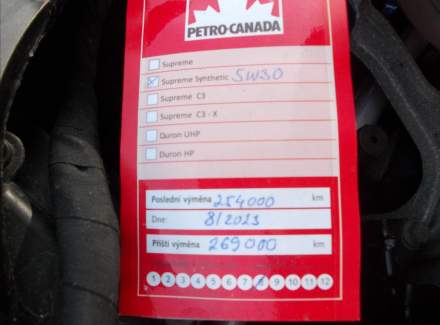 PETRO-CANADA
Supreme
Supreme Synthetic 5W30
Supreme C3
Supreme C3 - X
Duron UHP
Duron HP
Poslední výměna 254000 km
Dne: 8/2023
Příští výměna 269000 km
1 2 3 4 5 6 7 8 9 10 11 12